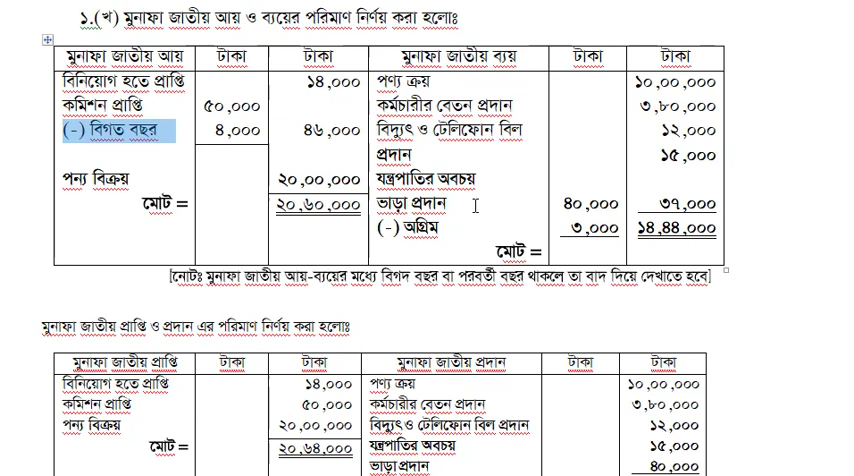 ১.(খ) মুনাফা জাতীয় আয় ও ব্যয়ের পরিমাণ নির্ণয় করা হলোঃ
মুনাফা জাতীয় আয় টাকা টাকা মুনাফা জাতীয় ব্যয় টাকা টাকা
বিনিয়োগ হতে প্রাপ্তি ১৪,০০০ পণ্য ক্রয় ১০,০০,০০০
কমিশন প্রাপ্তি ৫০,০০০ কর্মচারীর বেতন প্রদান ৩,৮০,০০০
(-) বিগত বছর ৪,০০০ ৪৬,০০০ বিদ্যুৎ ও টেলিফোন বিল ১২,০০০
প্রদান ১৫,০০০
পন্য বিক্রয় ২০,০০,০০০ যন্ত্রপাতির অবচয়
মোট = ২০,৬০,০০০ ভাড়া প্রদান ৪০,০০০ ৩৭,০০০
(-) অগ্রিম ৩,০০০ ১৪,৪৪,০০০
মোট =
[নোটঃ মুনাফা জাতীয় আয়-ব্যয়ের মধ্যে বিগদ বছর বা পরবর্তী বছর থাকলে তা বাদ দিয়ে দেখাতে হবে]
মুনাফা জাতীয় প্রাপ্তি ও প্রদান এর পরিমাণ নির্ণয় করা হলোঃ
মুনাফা জাতীয় প্রাপ্তি টাকা টাকা মুনাফা জাতীয় প্রদান টাকা টাকা
বিনিয়োগ হতে প্রাপ্তি ১৪,০০০ পণ্য ক্রয় ১০,০০,০০০
কমিশন প্রাপ্তি ৫০,০০০ কর্মচারীর বেতন প্রদান ৩,৮০,০০০
পন্য বিক্রয় ২০,০০,০০০ বিদ্যুৎ ও টেলিফোন বিল প্রদান ১২,০০০
মোট = ২০,৬৪,০০০ যন্ত্রপাতির অবচয় ১৫,০০০
ভাড়া প্রদান ৪০,০০০